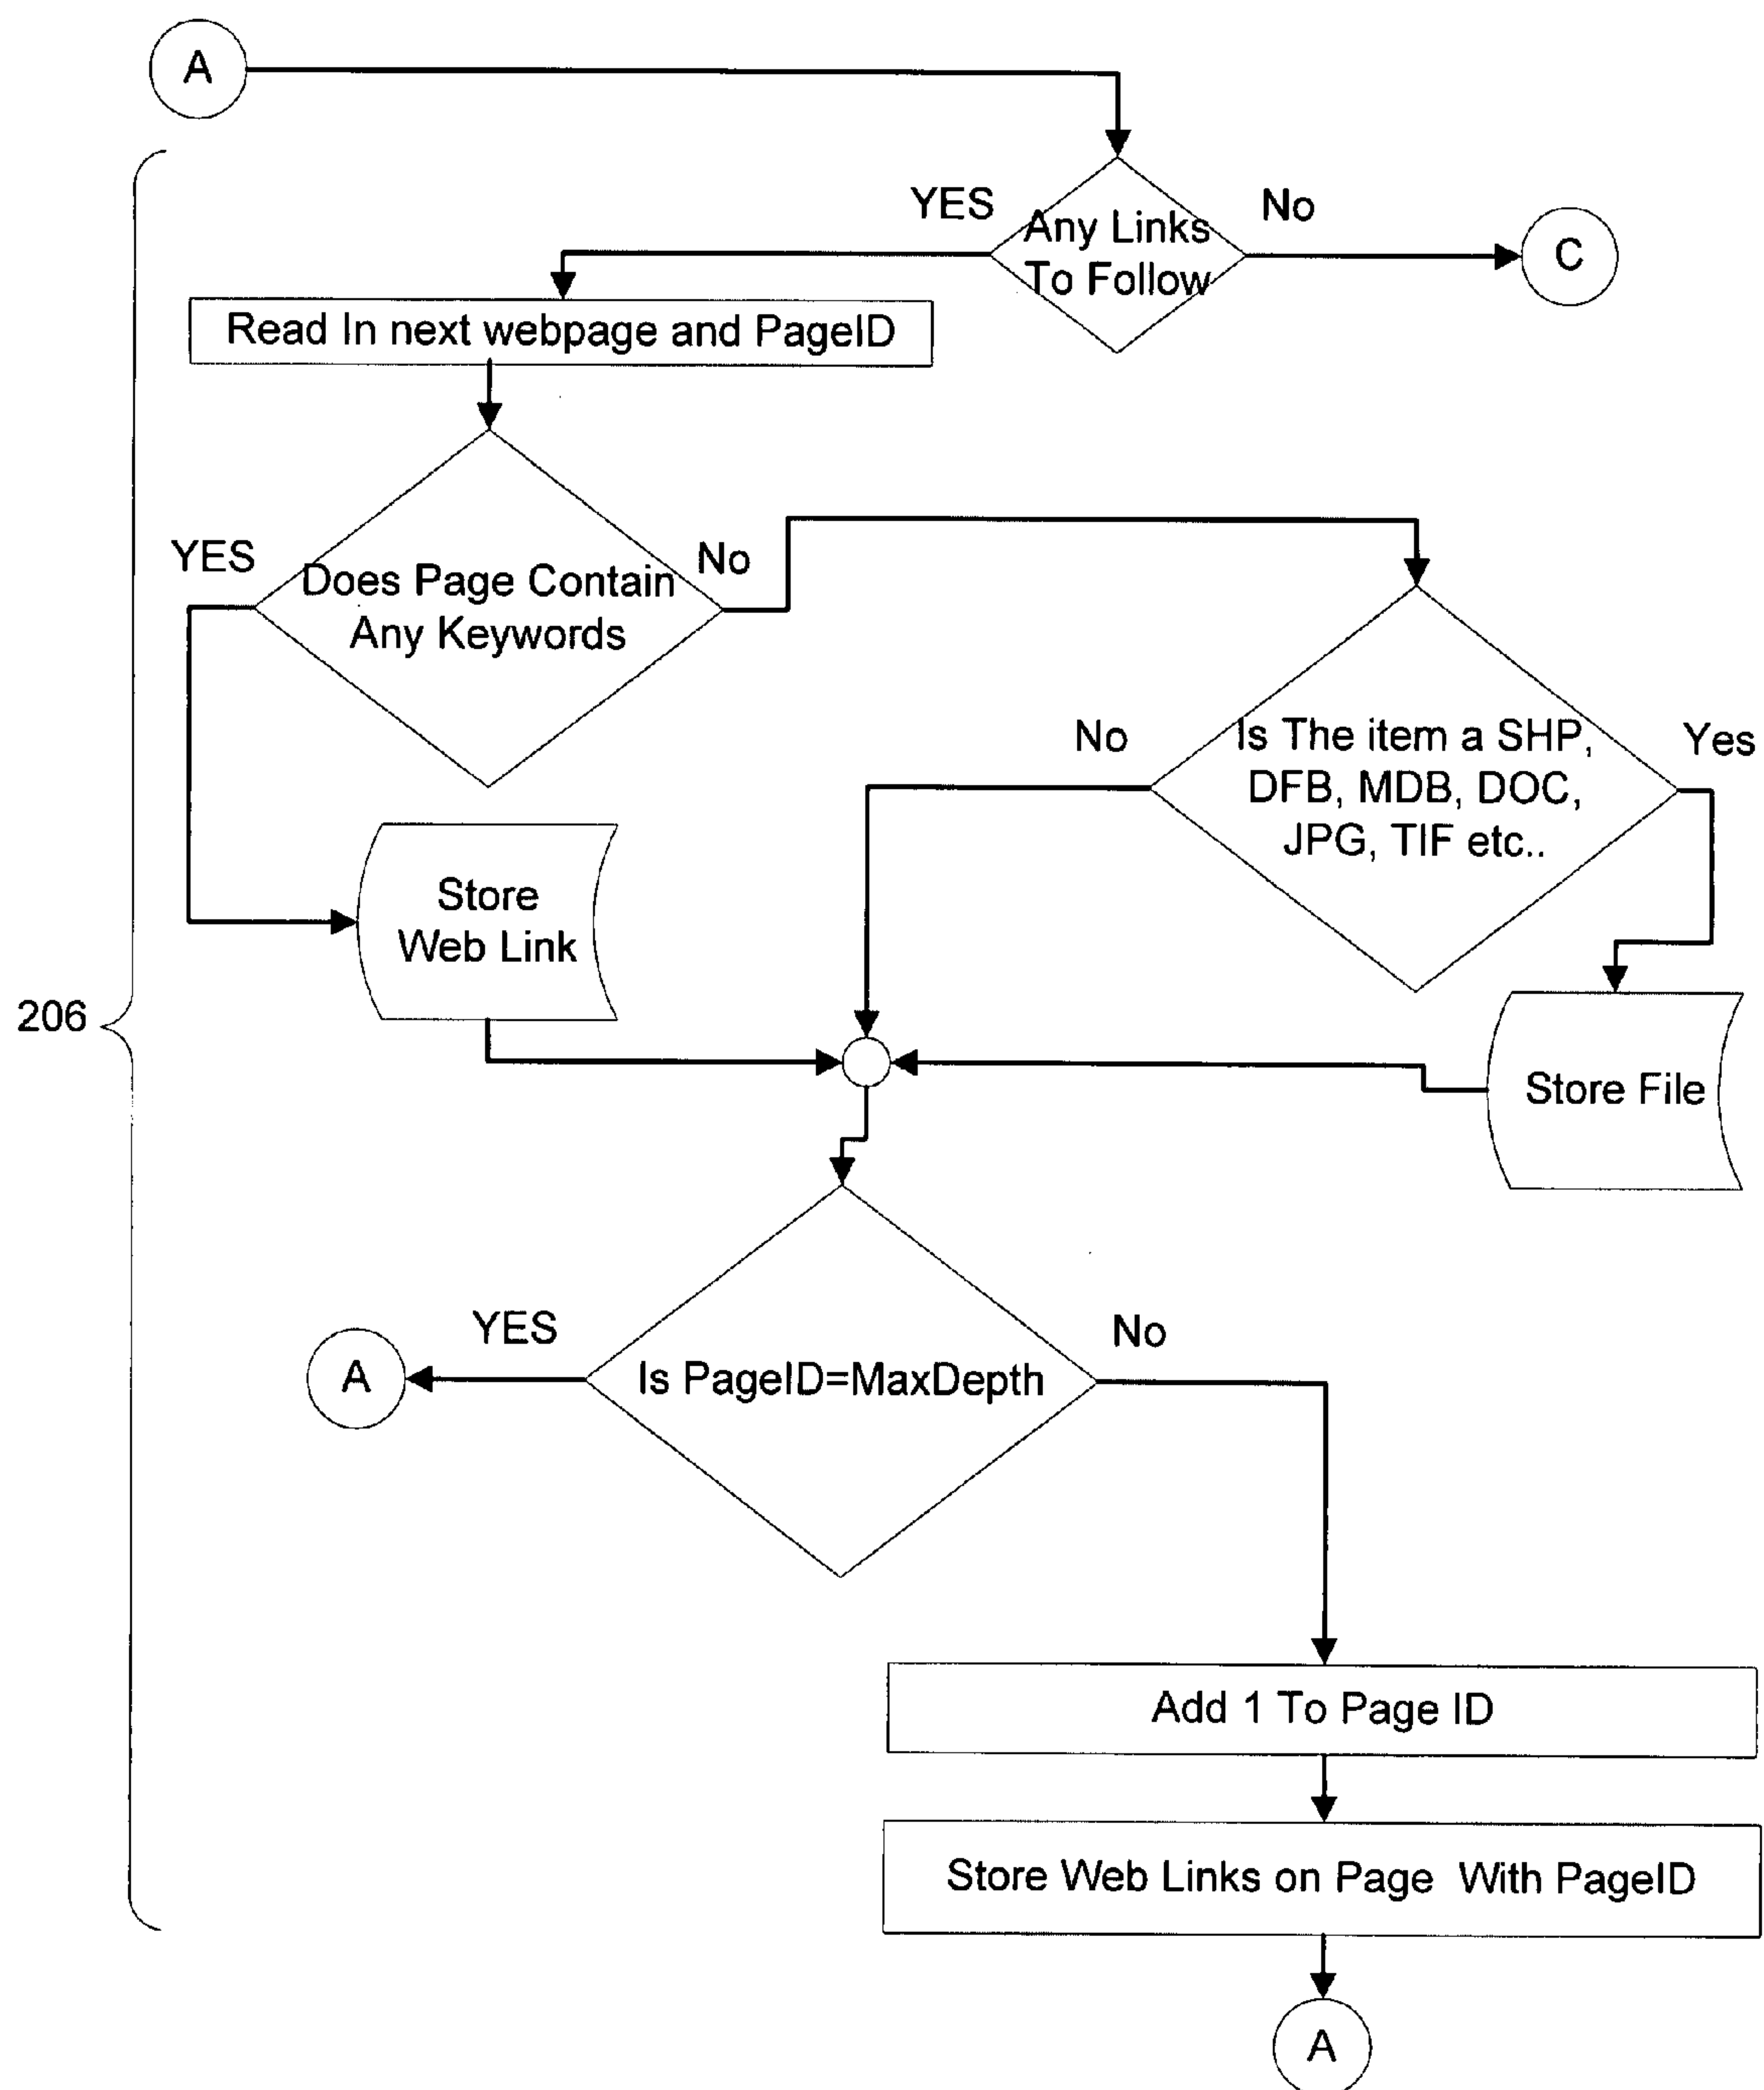 A
YES
No
Any Links
To Follow
C
Read In next webpage and PageID
YES
No
Does Page Contain
Any Keywords
No
Yes
Is The item a SHP,
DFB, MDB, DOC,
JPG, TIF etc..
Store
Web Link
206
Store File
YES
No
A
Is PageID=MaxDepth
Add 1 To Page ID
Store Web Links on Page With PageID
A